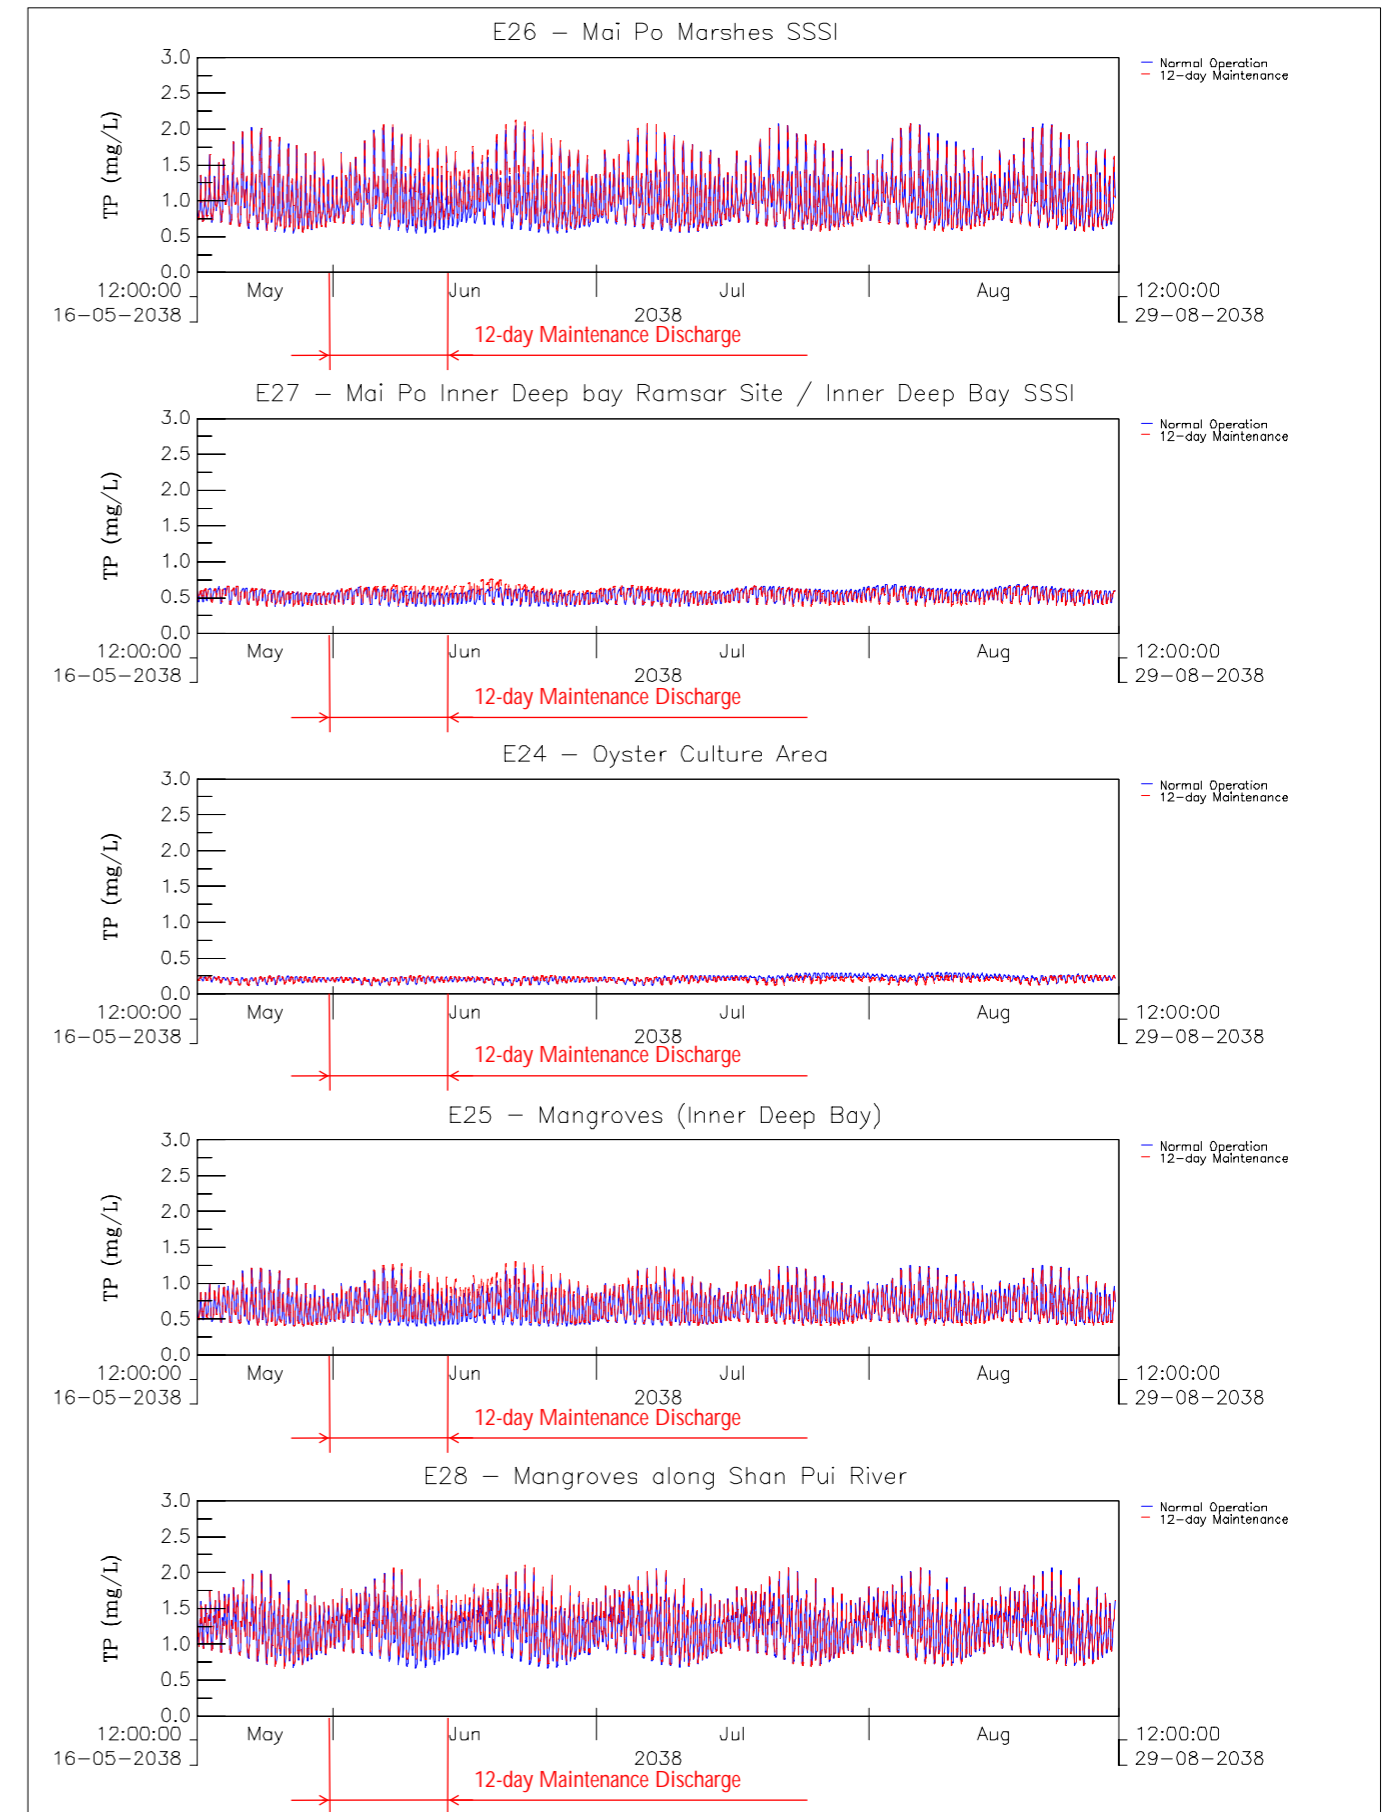 E26 – Mai Po Marshes SSSI
Normal Operation
12-day Maintenance
TP (mg/L)
3.0
2.5
2.0
1.5
1.0
0.5
0.0
May Jun Jul Aug
12:00:00 12:00:00
16-05-2038 2038 29-08-2038
12-day Maintenance Discharge
E27 – Mai Po Inner Deep bay Ramsar Site / Inner Deep Bay SSSI
Normal Operation
12-day Maintenance
TP (mg/L)
3.0
2.5
2.0
1.5
1.0
0.5
0.0
May Jun Jul Aug
12:00:00 12:00:00
16-05-2038 2038 29-08-2038
12-day Maintenance Discharge
E24 – Oyster Culture Area
Normal Operation
12-day Maintenance
TP (mg/L)
3.0
2.5
2.0
1.5
1.0
0.5
0.0
May Jun Jul Aug
12:00:00 12:00:00
16-05-2038 2038 29-08-2038
12-day Maintenance Discharge
E25 – Mangroves (Inner Deep Bay)
Normal Operation
12-day Maintenance
TP (mg/L)
3.0
2.5
2.0
1.5
1.0
0.5
0.0
May Jun Jul Aug
12:00:00 12:00:00
16-05-2038 2038 29-08-2038
12-day Maintenance Discharge
E28 – Mangroves along Shan Pui River
Normal Operation
12-day Maintenance
TP (mg/L)
3.0
2.5
2.0
1.5
1.0
0.5
0.0
May Jun Jul Aug
12:00:00 12:00:00
16-05-2038 2038 29-08-2038
12-day Maintenance Discharge